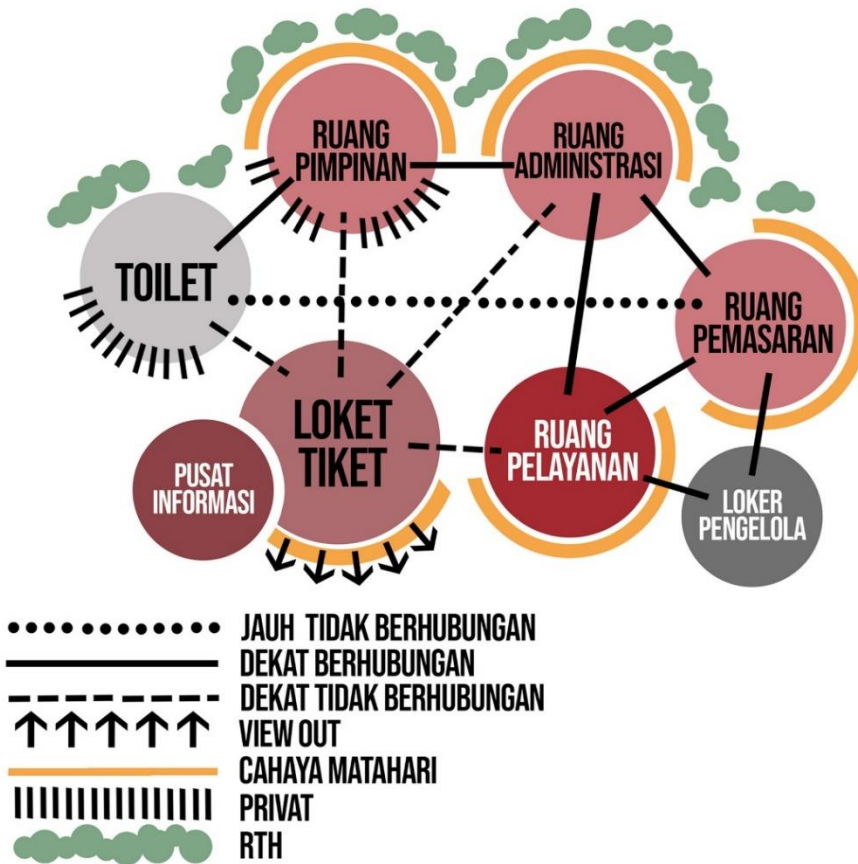 RUANG
PIMPINAN
RUANG
ADMINISTRASI
TOILET
RUANG
PEMASARAN
LOKET
TIKET
RUANG
PELAYANAN
PUSAT
INFORMASI
LOKER
PENGELOLA
JAUH TIDAK BERHUBUNGAN
DEKAT BERHUBUNGAN
DEKAT TIDAK BERHUBUNGAN
VIEW OUT
CAHAYA MATAHARI
PRIVAT
RTH